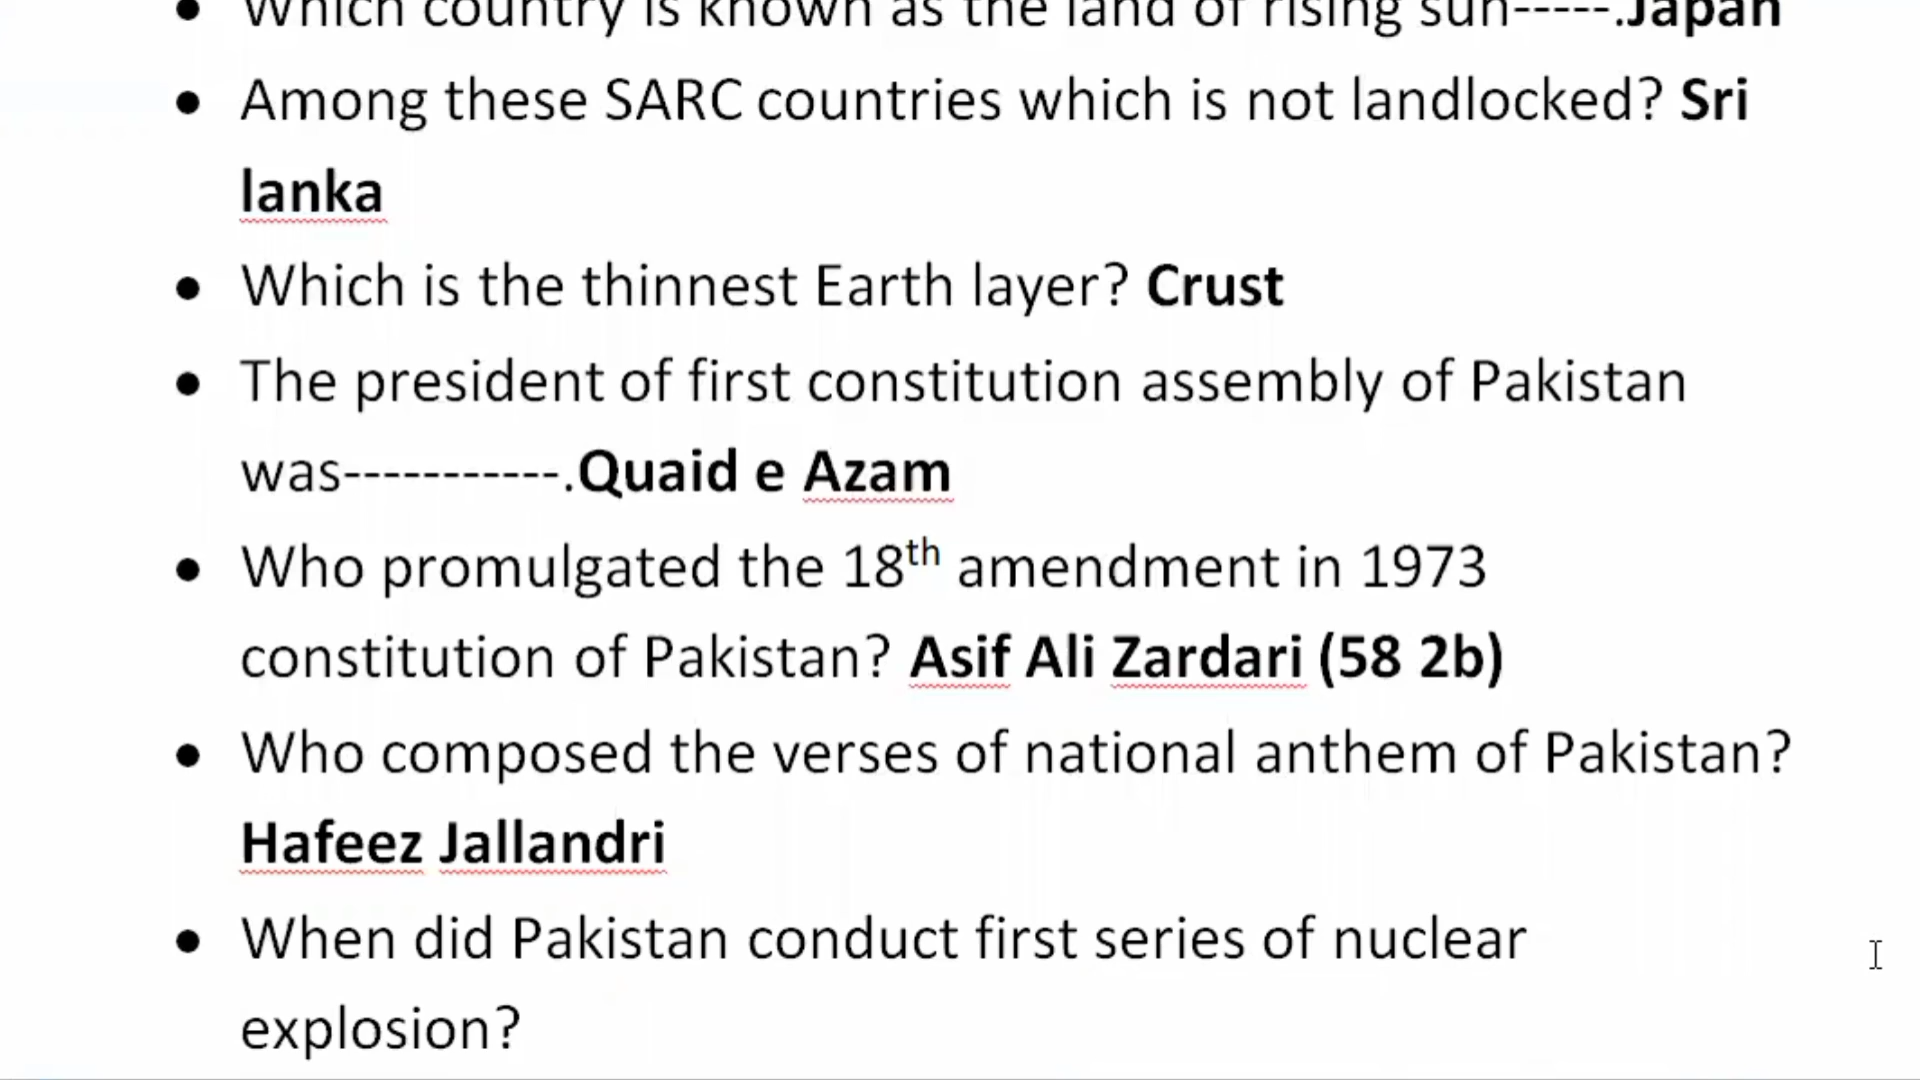 Which country is known as the land of rising sun-----.Japan
Among these SARC countries which is not landlocked? Sri
lanka
Which is the thinnest Earth layer? Crust
The president of first constitution assembly of Pakistan
was-----------.Quaid e Azam
Who promulgated the 18th amendment in 1973
constitution of Pakistan? Asif Ali Zardari (58 2b)
Who composed the verses of national anthem of Pakistan?
Hafeez Jallandri
When did Pakistan conduct first series of nuclear
explosion?